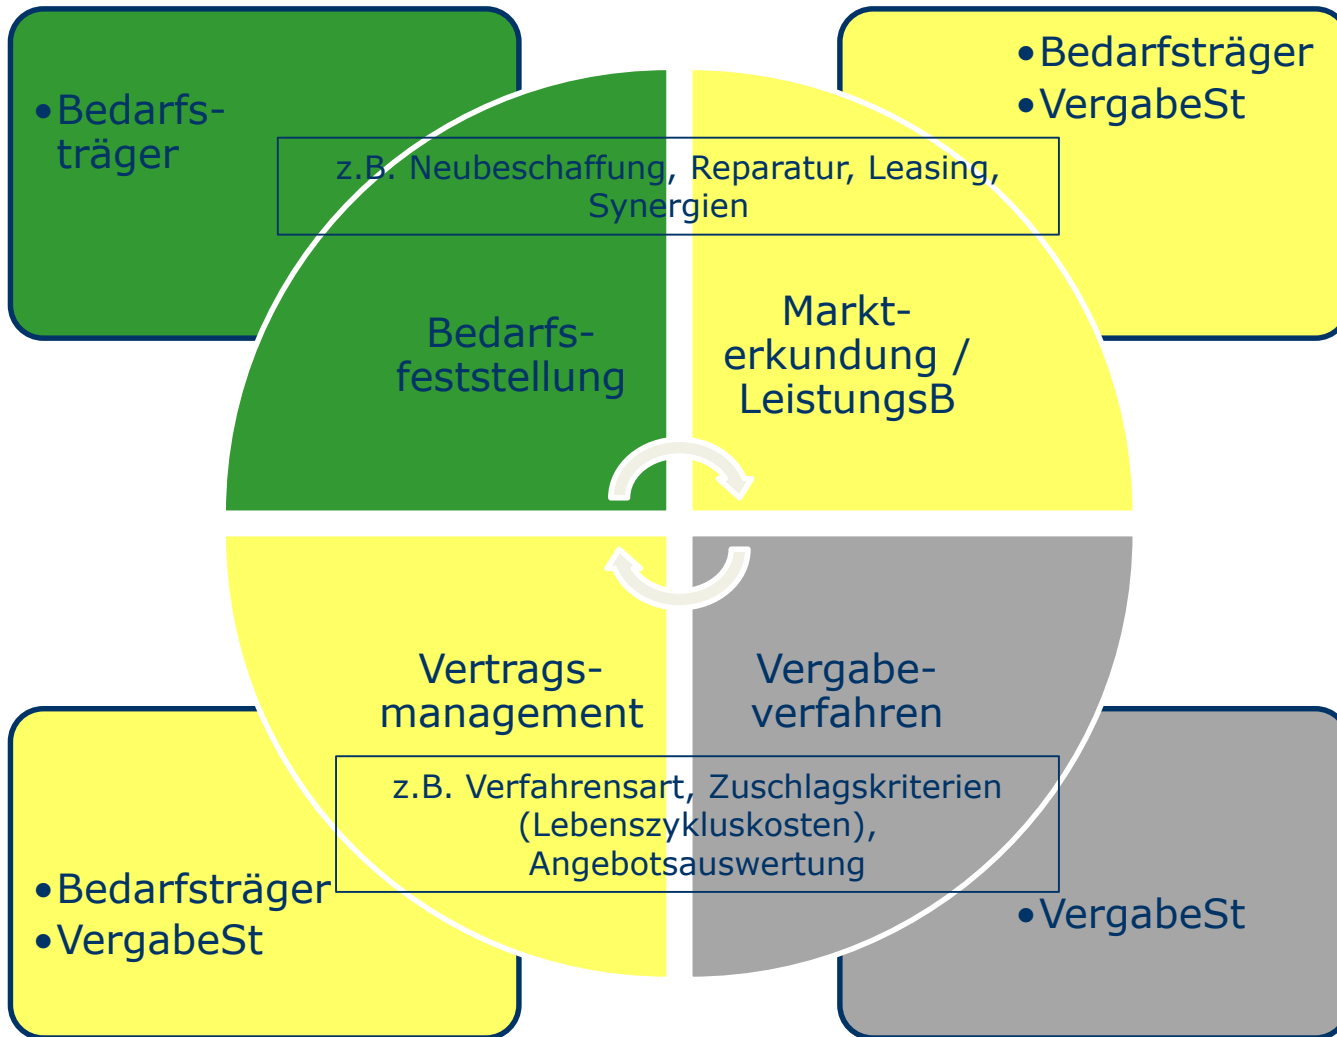 •Bedarfs-
träger
•Bedarfsträger
•VergabeSt
z.B. Neubeschaffung, Reparatur, Leasing,
Synergien
Bedarfs-
feststellung
Markt-
erkundung /
LeistungsB
Vertrags-
management
Vergabe-
verfahren
z.B. Verfahrensart, Zuschlagskriterien
(Lebenszykluskosten),
Angebotsauswertung
•Bedarfsträger
•VergabeSt
•VergabeSt